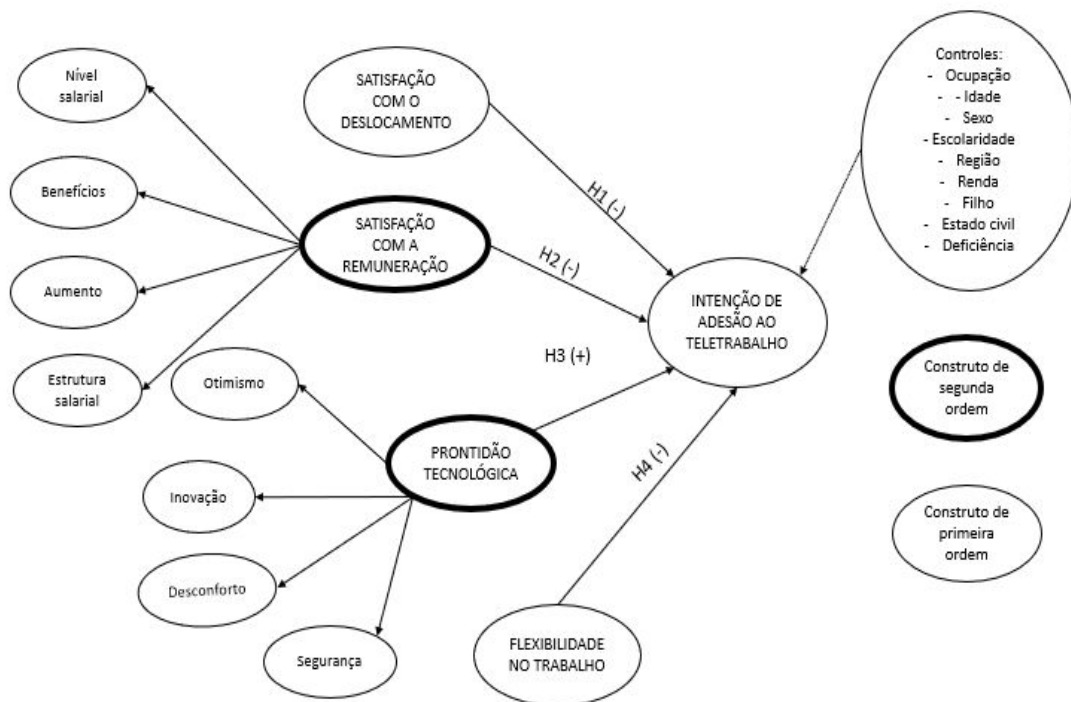 Nível
salarial
Benefícios
Aumento
Estrutura
salarial
SATISFAÇÃO
COM O
DESLOCAMENTO
SATISFAÇÃO
COM A
REMUNERAÇÃO
Otimismo
PRONTIDÃO
TECNOLÓGICA
Inovação
Desconforto
Segurança
FLEXIBILIDADE
NO TRABALHO
H1 (-)
H2 (-)
H3 (+)
H4 (-)
INTENÇÃO DE
ADESÃO AO
TELETRABALHO
Controles:
- Ocupação
- - Idade
- Sexo
- Escolaridade
- Região
- Renda
- Filho
- Estado civil
- Deficiência
Construto de
segunda
ordem
Construto de
primeira
ordem